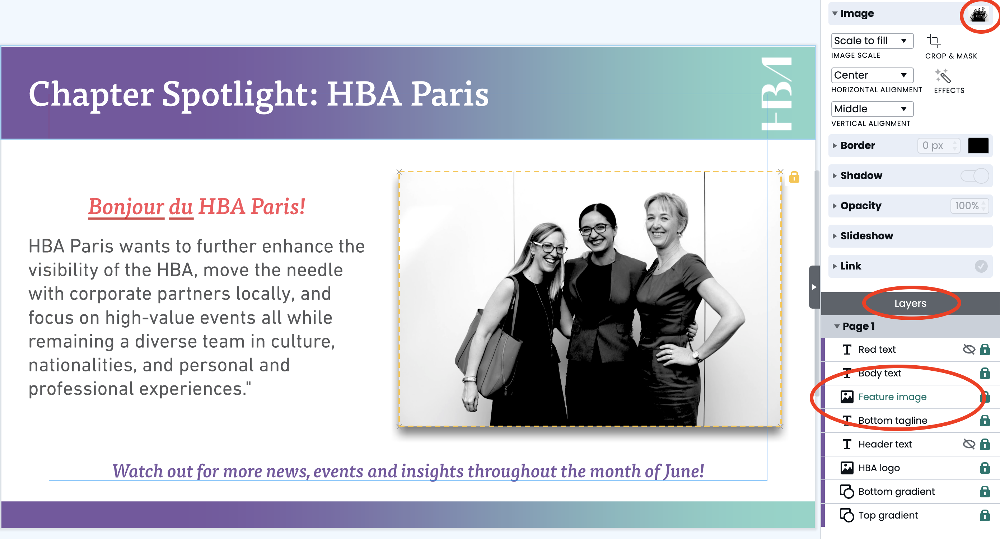 Chapter Spotlight: HBA Paris
HBA
Bonjour du HBA Paris!
HBA Paris wants to further enhance the
visibility of the HBA, move the needle
with corporate partners locally, and
focus on high-value events all while
remaining a diverse team in culture,
nationalities, and personal and
professional experiences."
Watch out for more news, events and insights throughout the month of June!
Image
Scale to fill
IMAGE SCALE
CROP & MASK
Center
HORIZONTAL ALIGNMENT
EFFECTS
Middle
VERTICAL ALIGNMENT
Border 0 px
Shadow
Opacity 100%
Slideshow
Link
Layers
Page 1
Red text
Body text
Feature image
Bottom tagline
Header text
HBA logo
Bottom gradient
Top gradient